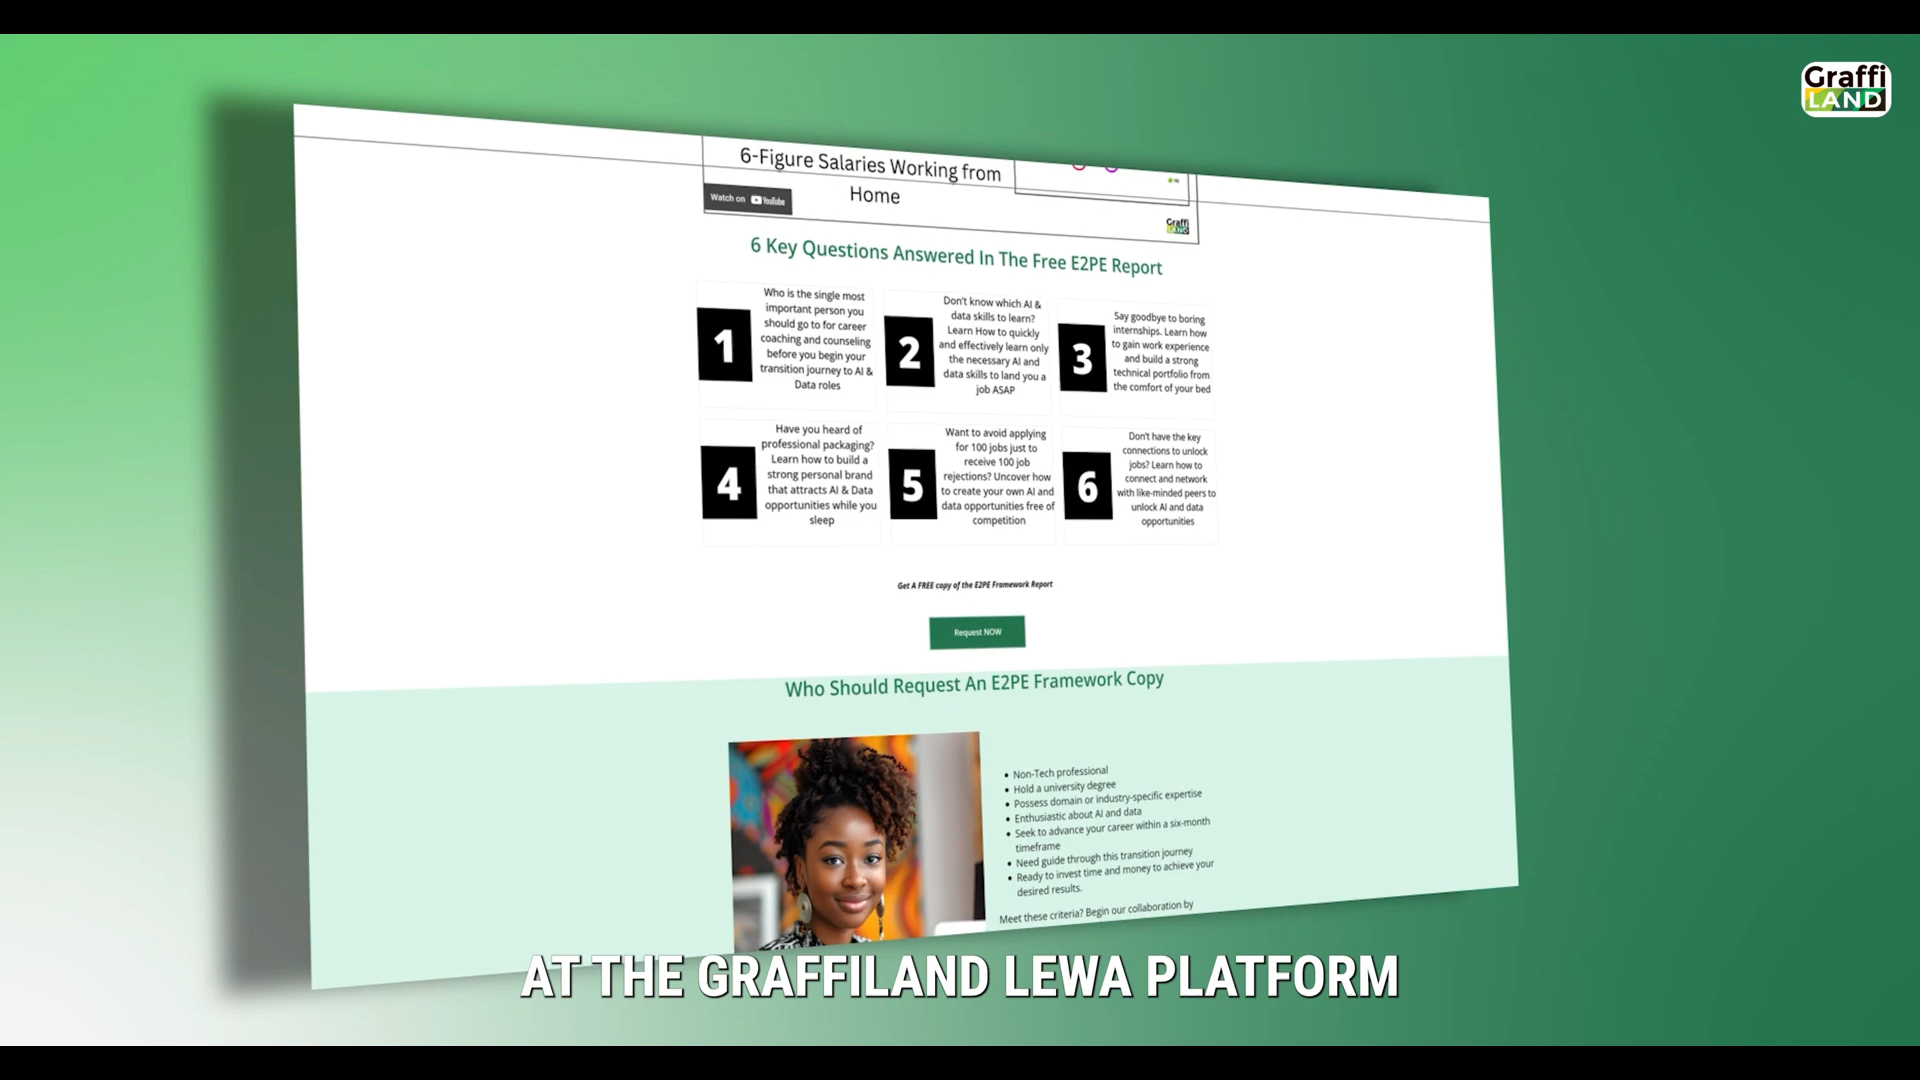 Graffi
LAND
6-Figure Salaries Working from
Home
Watch on YouTube
Graffi
LAND
6 Key Questions Answered In The Free E2PE Report
1
Who is the single most
important person you
should go to for career
coaching and counseling
before you begin your
transition journey to AI &
Data roles
2
Don't know which AI &
data skills to learn?
Learn How to quickly
and effectively learn only
the necessary AI and
data skills to land you a
job ASAP
3
Say goodbye to boring
internships. Learn how
to gain work experience
and build a strong
technical portfolio from
the comfort of your bed
4
Have you heard of
professional packaging?
Learn how to build a
strong personal brand
that attracts AI & Data
opportunities while you
sleep
5
Want to avoid applying
for 100 jobs just to
receive 100 job
rejections? Uncover how
to create your own AI and
data opportunities free of
competition
6
Don't have the key
connections to unlock
jobs? Learn how to
connect and network
with like-minded peers to
unlock AI and data
opportunities
Get A FREE copy of the E2PE Framework Report
Request NOW
Who Should Request An E2PE Framework Copy
• Non-Tech professional
• Hold a university degree
• Possess domain or industry-specific expertise
• Enthusiastic about AI and data
• Seek to advance your career within a six-month
timeframe
• Need guide through this transition journey
• Ready to invest time and money to achieve your
desired results.
Meet these criteria? Begin our collaboration by
AT THE GRAFFILAND LEWA PLATFORM